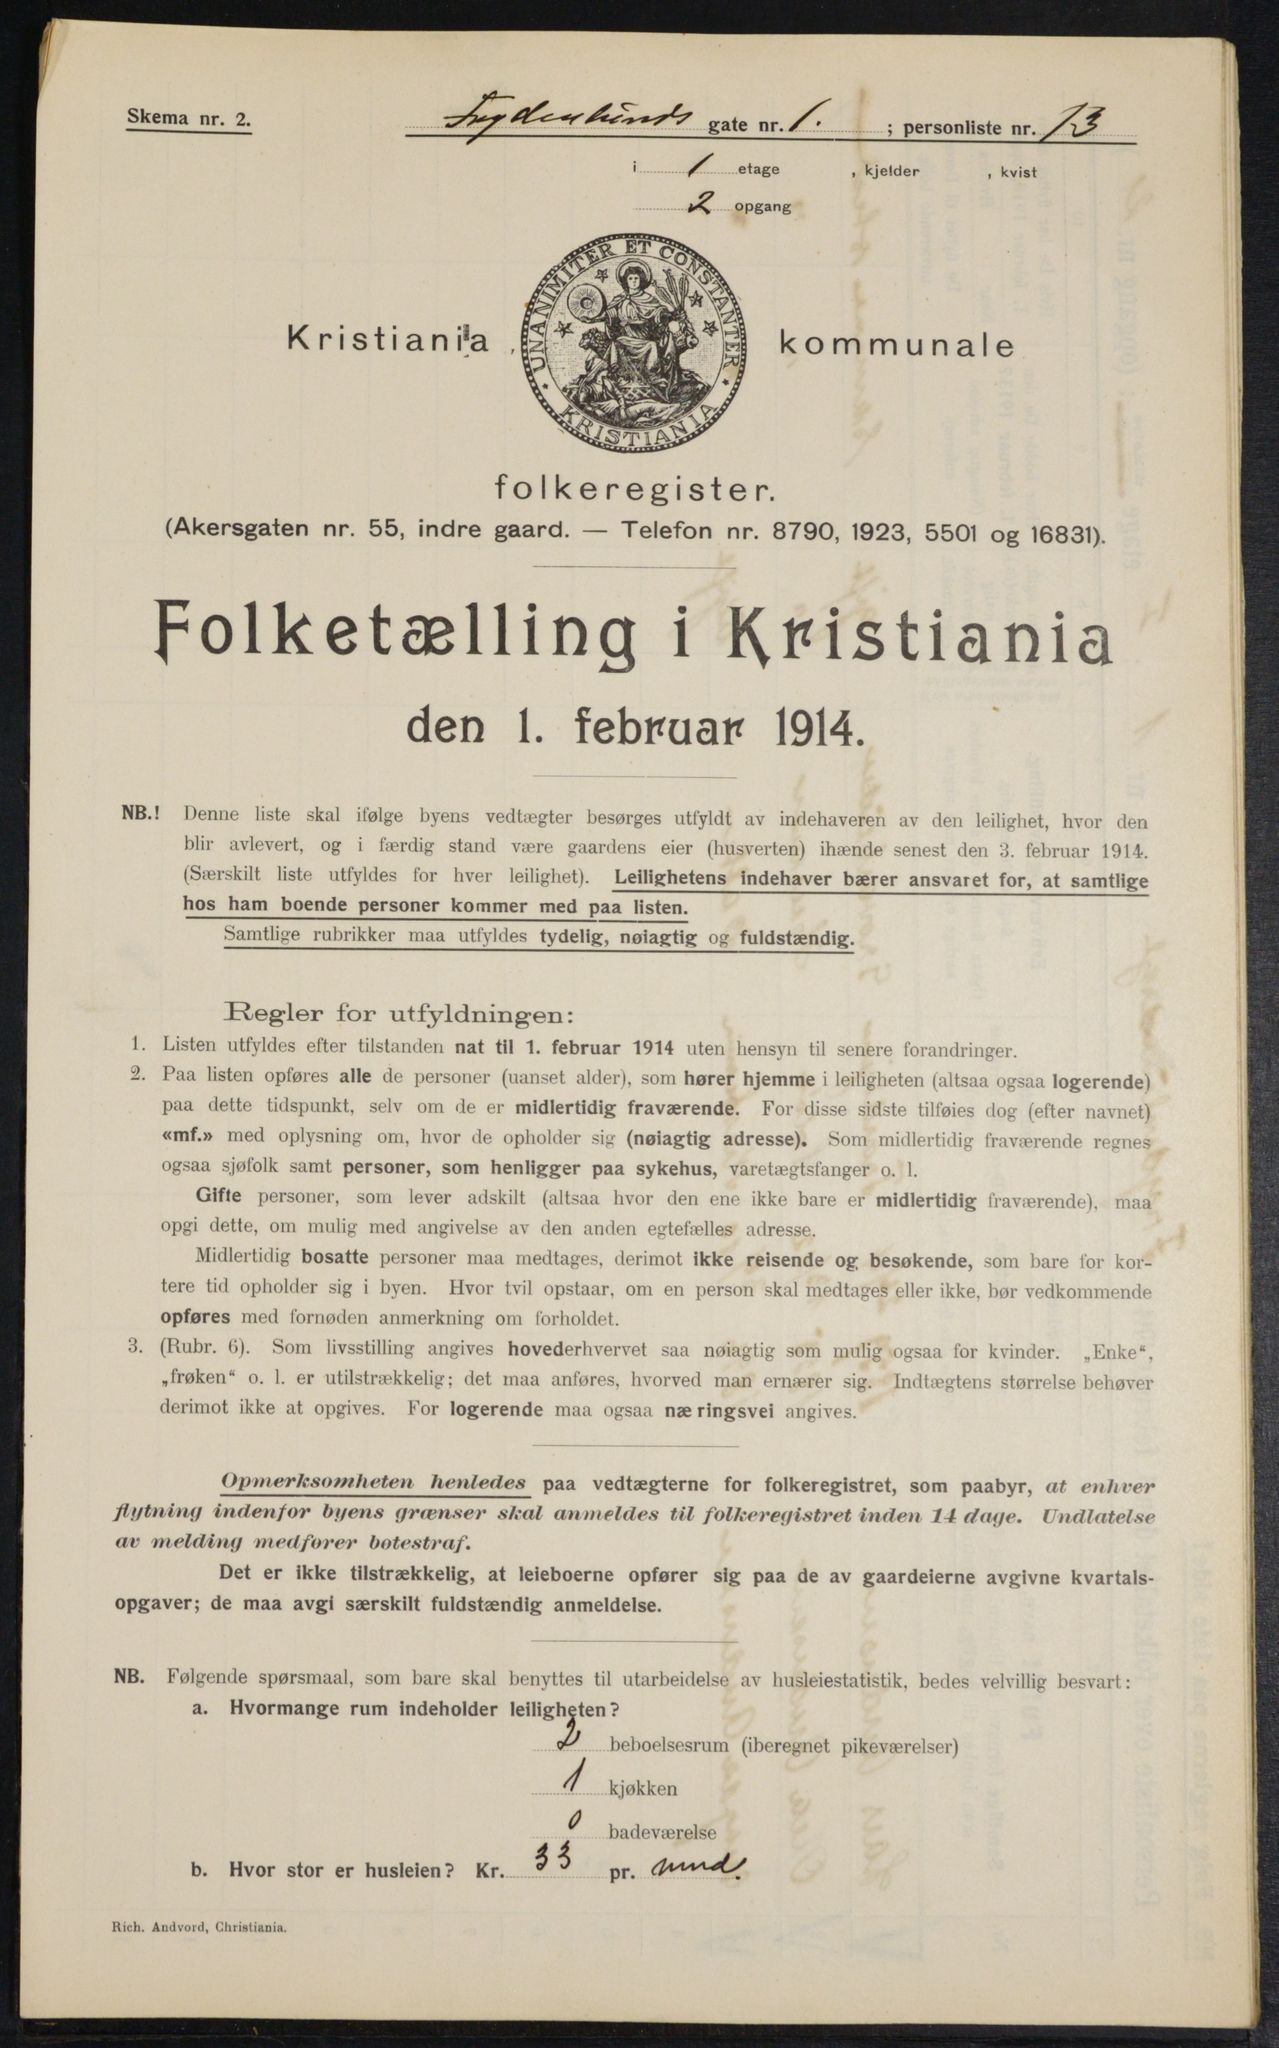 Skema nr. 2.
Frydenlunds gate nr. 1. ; personliste nr. 13
i 1 etage , kjelder , kvist
2 opgang
UNANIMITER ET CONSTANTER
KRISTIANIA
Kristiania kommunale
folkeregister.
(Akersgaten nr. 55, indre gaard. — Telefon nr. 8790, 1923, 5501 og 16831).
Folketælling i Kristiania
den 1. februar 1914.
NB.! Denne liste skal ifølge byens vedtægter besørges utfyldt av indehaveren av den leilighet, hvor den
blir avlevert, og i færdig stand være gaardens eier (husverten) ihænde senest den 3. februar 1914.
(Særskilt liste utfyldes for hver leilighet). Leilighetens indehaver bærer ansvaret for, at samtlige
hos ham boende personer kommer med paa listen.
Samtlige rubrikker maa utfyldes tydelig, nøiagtig og fuldstændig.
Regler for utfyldningen:
1. Listen utfyldes efter tilstanden nat til 1. februar 1914 uten hensyn til senere forandringer.
2. Paa listen opføres alle de personer (uanset alder), som hører hjemme i leiligheten (altsaa ogsaa logerende)
paa dette tidspunkt, selv om de er midlertidig fraværende. For disse sidste tilføies dog (efter navnet)
«mf.» med oplysning om, hvor de opholder sig (nøiagtig adresse). Som midlertidig fraværende regnes
ogsaa sjøfolk samt personer, som henligger paa sykehus, varetægtsfanger o. l.
Gifte personer, som lever adskilt (altsaa hvor den ene ikke bare er midlertidig fraværende), maa
opgi dette, om mulig med angivelse av den anden egtefælles adresse.
Midlertidig bosatte personer maa medtages, derimot ikke reisende og besøkende, som bare for kor-
tere tid opholder sig i byen. Hvor tvil opstaar, om en person skal medtages eller ikke, bør vedkommende
opføres med fornøden anmerkning om forholdet.
3. (Rubr. 6). Som livsstilling angives hovederhvervet saa nøiagtig som mulig ogsaa for kvinder. „Enke“,
„frøken“ o. l. er utilstrækkelig; det maa anføres, hvorved man ernærer sig. Indtægtens størrelse behøver
derimot ikke at opgives. For logerende maa ogsaa næringsvei angives.
Opmerksomheten henledes paa vedtægterne for folkeregistret, som paabyr, at enhver
flytning indenfor byens grænser skal anmeldes til folkeregistret inden 14 dage. Undlatelse
av melding medfører bøtestraf.
Det er ikke tilstrækkelig, at leieboerne opfører sig paa de av gaardeierne avgivne kvartals-
opgaver; de maa avgi særskilt fuldstændig anmeldelse.
NB. Følgende spørsmaal, som bare skal benyttes til utarbeidelse av husleiestatistik, bedes velvillig besvart:
a. Hvormange rum indeholder leiligheten?
2 beboelsesrum (iberegnet pikeværelser)
1 kjøkken
0 badeværelse
b. Hvor stor er husleien? Kr. 33 pr. mnd.
Rich. Andvord, Christiania.